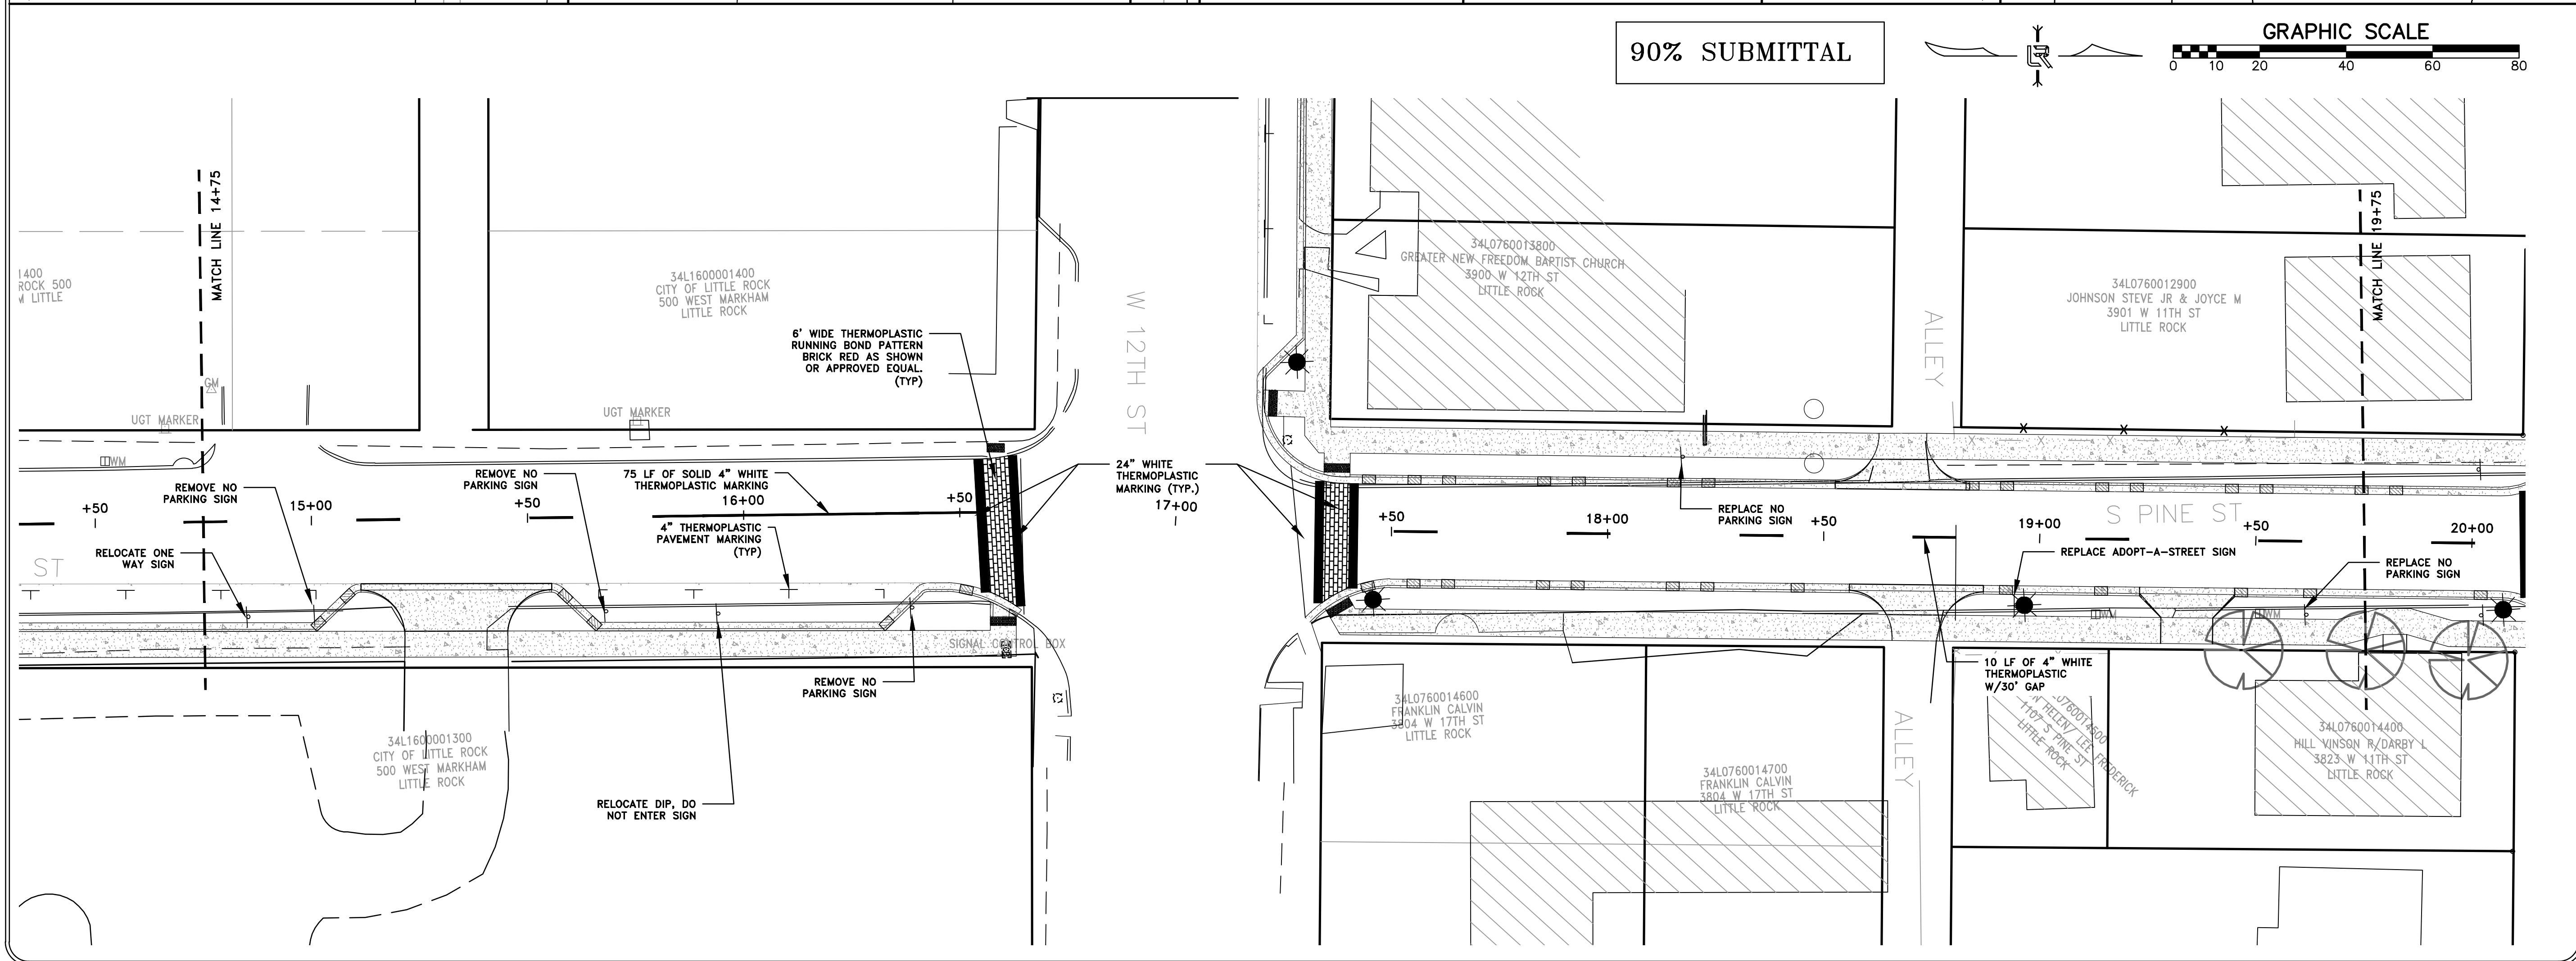 90% SUBMITTAL
LR
GRAPHIC SCALE
0 10 20 40 60 80
MATCH LINE 14+75
MATCH LINE 19+75
1400
ROCK 500
M LITTLE
34L1600001400
CITY OF LITTLE ROCK
500 WEST MARKHAM
LITTLE ROCK
6' WIDE THERMOPLASTIC
RUNNING BOND PATTERN
BRICK RED AS SHOWN
OR APPROVED EQUAL.
(TYP)
W 12TH ST
34L0760013800
GREATER NEW FREEDOM BAPTIST CHURCH
3900 W 12TH ST
LITTLE ROCK
ALLEY
34L0760012900
JOHNSON STEVE JR & JOYCE M
3901 W 11TH ST
LITTLE ROCK
GM
UGT MARKER
UGT MARKER
WM
REMOVE NO
PARKING SIGN
REMOVE NO
PARKING SIGN
75 LF OF SOLID 4" WHITE
THERMOPLASTIC MARKING
24" WHITE
THERMOPLASTIC
MARKING (TYP.)
+50
15+00
+50
16+00
+50
17+00
+50
18+00
+50
19+00
+50
20+00
4" THERMOPLASTIC
PAVEMENT MARKING
(TYP)
REPLACE NO
PARKING SIGN
S PINE ST
RELOCATE ONE
WAY SIGN
ST
REPLACE ADOPT-A-STREET SIGN
REPLACE NO
PARKING SIGN
WM
WM
SIGNAL CONTROL BOX
REMOVE NO
PARKING SIGN
10 LF OF 4" WHITE
THERMOPLASTIC
W/30' GAP
34L1600001300
CITY OF LITTLE ROCK
500 WEST MARKHAM
LITTLE ROCK
RELOCATE DIP, DO
NOT ENTER SIGN
34L0760014600
FRANKLIN CALVIN
3804 W 17TH ST
LITTLE ROCK
34L0760014700
FRANKLIN CALVIN
3804 W 17TH ST
LITTLE ROCK
ALLEY
L0760014500
HELEN/ LEE FREDERICK
1107 S PINE ST
LITTLE ROCK
34L0760014400
HILL VINSON R/DARBY L
3823 W 11TH ST
LITTLE ROCK